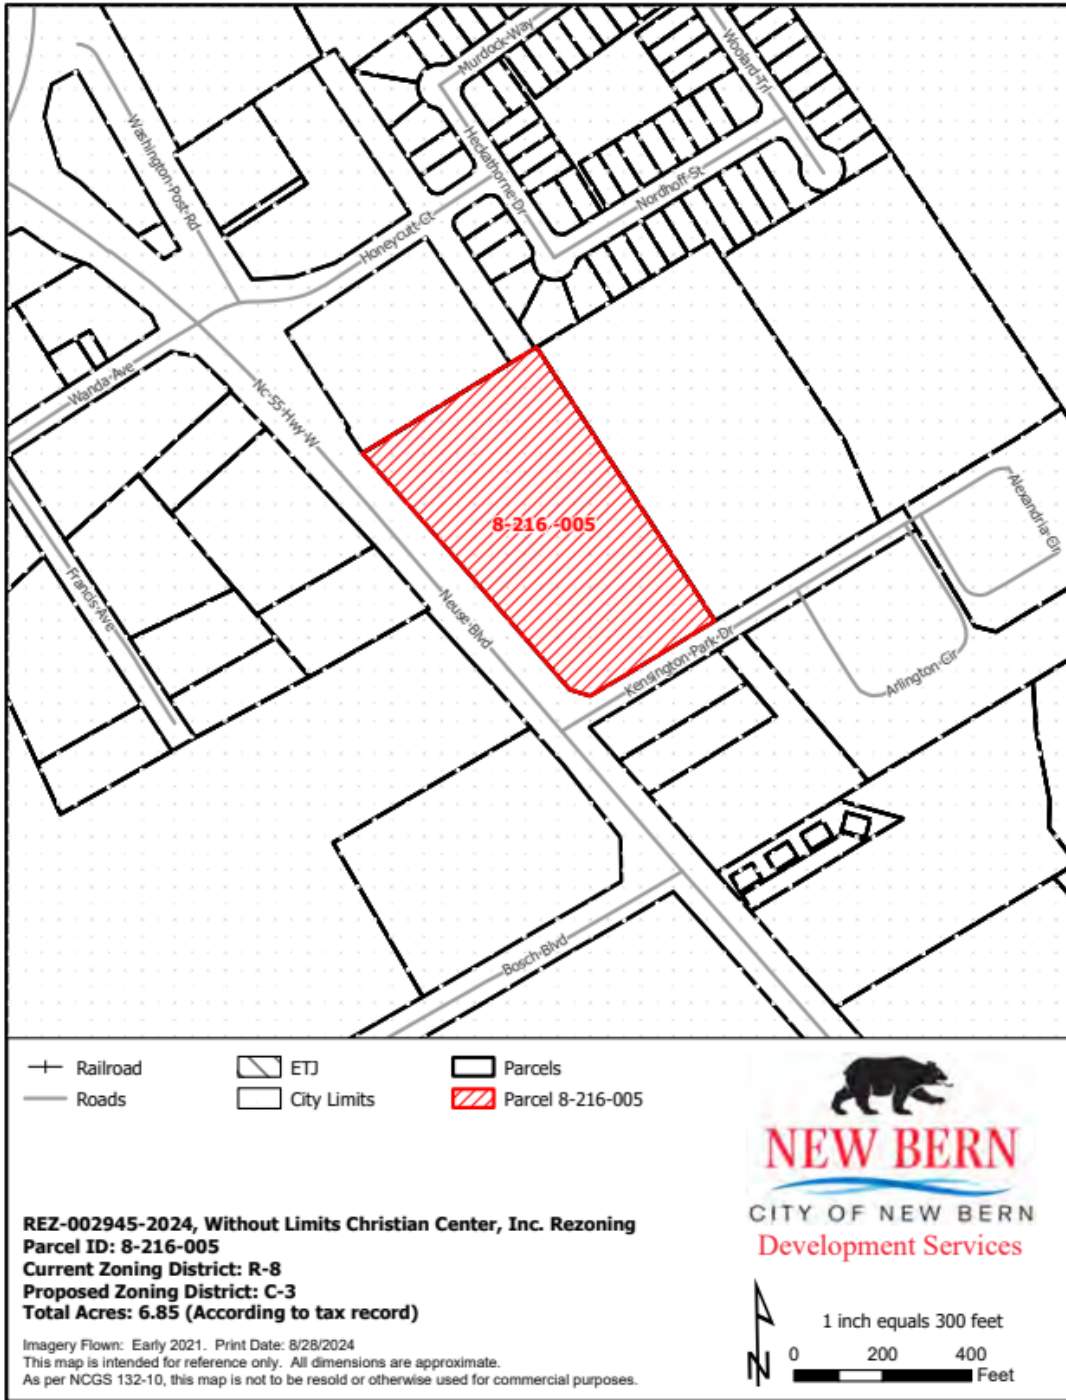 Murdock Way
Woolard Trl
Washington Post Rd
Heckathorne Dr
Nordhoff St
Honeycutt Ct
Wanda Ave
Nc 55 Hwy W
8-216 -005
Alexandria Cir
Francis Ave
Neuse Blvd
Kensington Park Dr
Arlington Cir
Bosch Blvd
Railroad
ETJ
Parcels
Roads
City Limits
Parcel 8-216-005
NEW BERN
CITY OF NEW BERN
Development Services
REZ-002945-2024, Without Limits Christian Center, Inc. Rezoning
Parcel ID: 8-216-005
Current Zoning District: R-8
Proposed Zoning District: C-3
Total Acres: 6.85 (According to tax record)
Imagery Flown: Early 2021. Print Date: 8/28/2024
This map is intended for reference only. All dimensions are approximate.
As per NCGS 132-10, this map is not to be resold or otherwise used for commercial purposes.
N
1 inch equals 300 feet
0 200 400
Feet